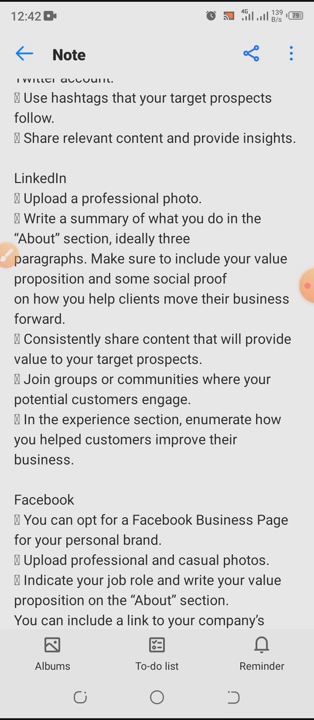 12:42
4G
139
B/s
79
Note
Twitter account.
Use hashtags that your target prospects
follow.
Share relevant content and provide insights.
LinkedIn
Upload a professional photo.
Write a summary of what you do in the
“About” section, ideally three
paragraphs. Make sure to include your value
proposition and some social proof
on how you help clients move their business
forward.
Consistently share content that will provide
value to your target prospects.
Join groups or communities where your
potential customers engage.
In the experience section, enumerate how
you helped customers improve their
business.
Facebook
You can opt for a Facebook Business Page
for your personal brand.
Upload professional and casual photos.
Indicate your job role and write your value
proposition on the “About” section.
You can include a link to your company’s
Albums
To-do list
Reminder